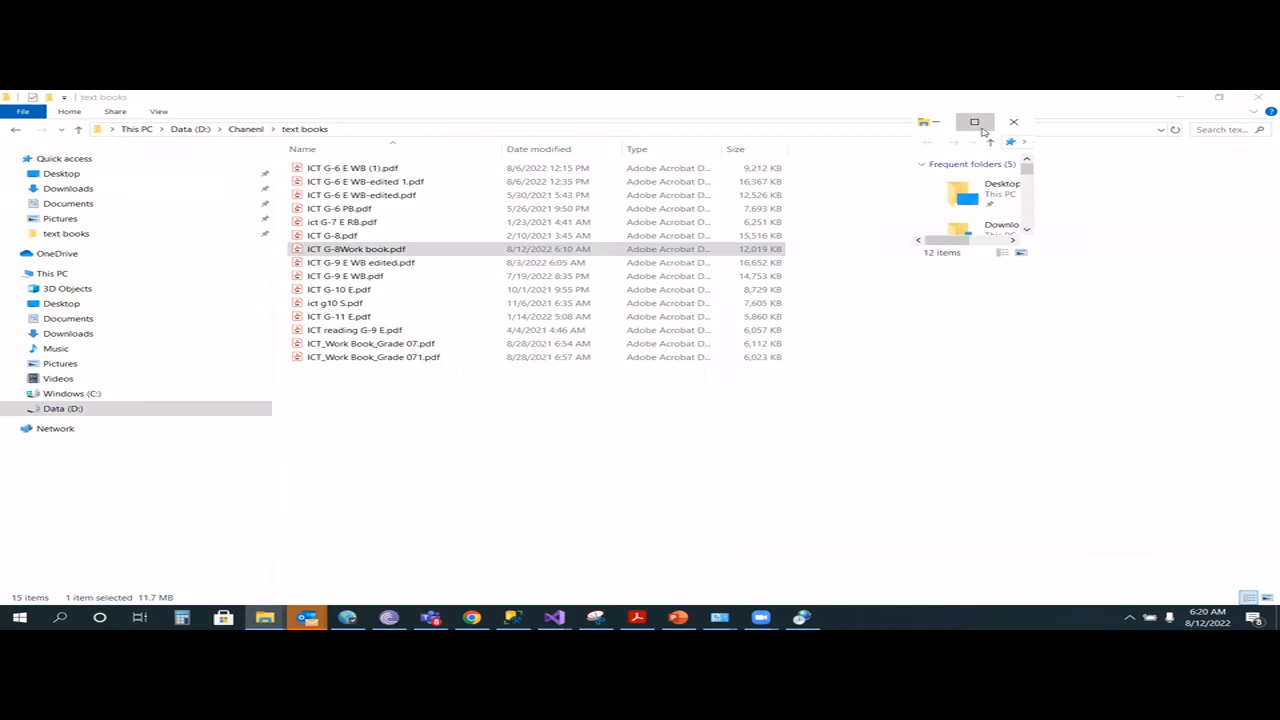 text books
File Home Share View
This PC > Data (D:) > Chanenl > text books
Search tex...
Name Date modified Type Size
Quick access
Desktop
Downloads
Documents
Pictures
text books
OneDrive
This PC
3D Objects
Desktop
Documents
Downloads
Music
Pictures
Videos
Windows (C:)
Data (D:)
Network
ICT G-6 E WB (1).pdf 8/6/2022 12:15 PM Adobe Acrobat D... 9,212 KB
ICT G-6 E WB-edited 1.pdf 8/6/2022 12:35 PM Adobe Acrobat D... 16,367 KB
ICT G-6 E WB-edited.pdf 5/30/2021 5:43 PM Adobe Acrobat D... 12,526 KB
ICT G-6 PB.pdf 5/26/2021 9:50 PM Adobe Acrobat D... 7,693 KB
ict G-7 E RB.pdf 1/23/2021 4:41 AM Adobe Acrobat D... 6,251 KB
ICT G-8.pdf 2/10/2021 3:45 AM Adobe Acrobat D... 15,516 KB
ICT G-8Work book.pdf 8/12/2022 6:10 AM Adobe Acrobat D... 12,019 KB
ICT G-9 E WB edited.pdf 8/3/2022 6:05 AM Adobe Acrobat D... 16,652 KB
ICT G-9 E WB.pdf 7/19/2022 8:35 PM Adobe Acrobat D... 14,753 KB
ICT G-10 E.pdf 10/1/2021 9:55 PM Adobe Acrobat D... 8,729 KB
ict g10 S.pdf 11/6/2021 6:35 AM Adobe Acrobat D... 7,605 KB
ICT G-11 E.pdf 1/14/2022 5:08 AM Adobe Acrobat D... 5,860 KB
ICT reading G-9 E.pdf 4/4/2021 4:46 AM Adobe Acrobat D... 6,057 KB
ICT_Work Book_Grade 07.pdf 8/28/2021 6:54 AM Adobe Acrobat D... 6,112 KB
ICT_Work Book_Grade 071.pdf 8/28/2021 6:57 AM Adobe Acrobat D... 6,023 KB
Frequent folders (5)
Desktop
This PC
Downlo
12 items
15 items 1 item selected 11.7 MB
6:20 AM
8/12/2022